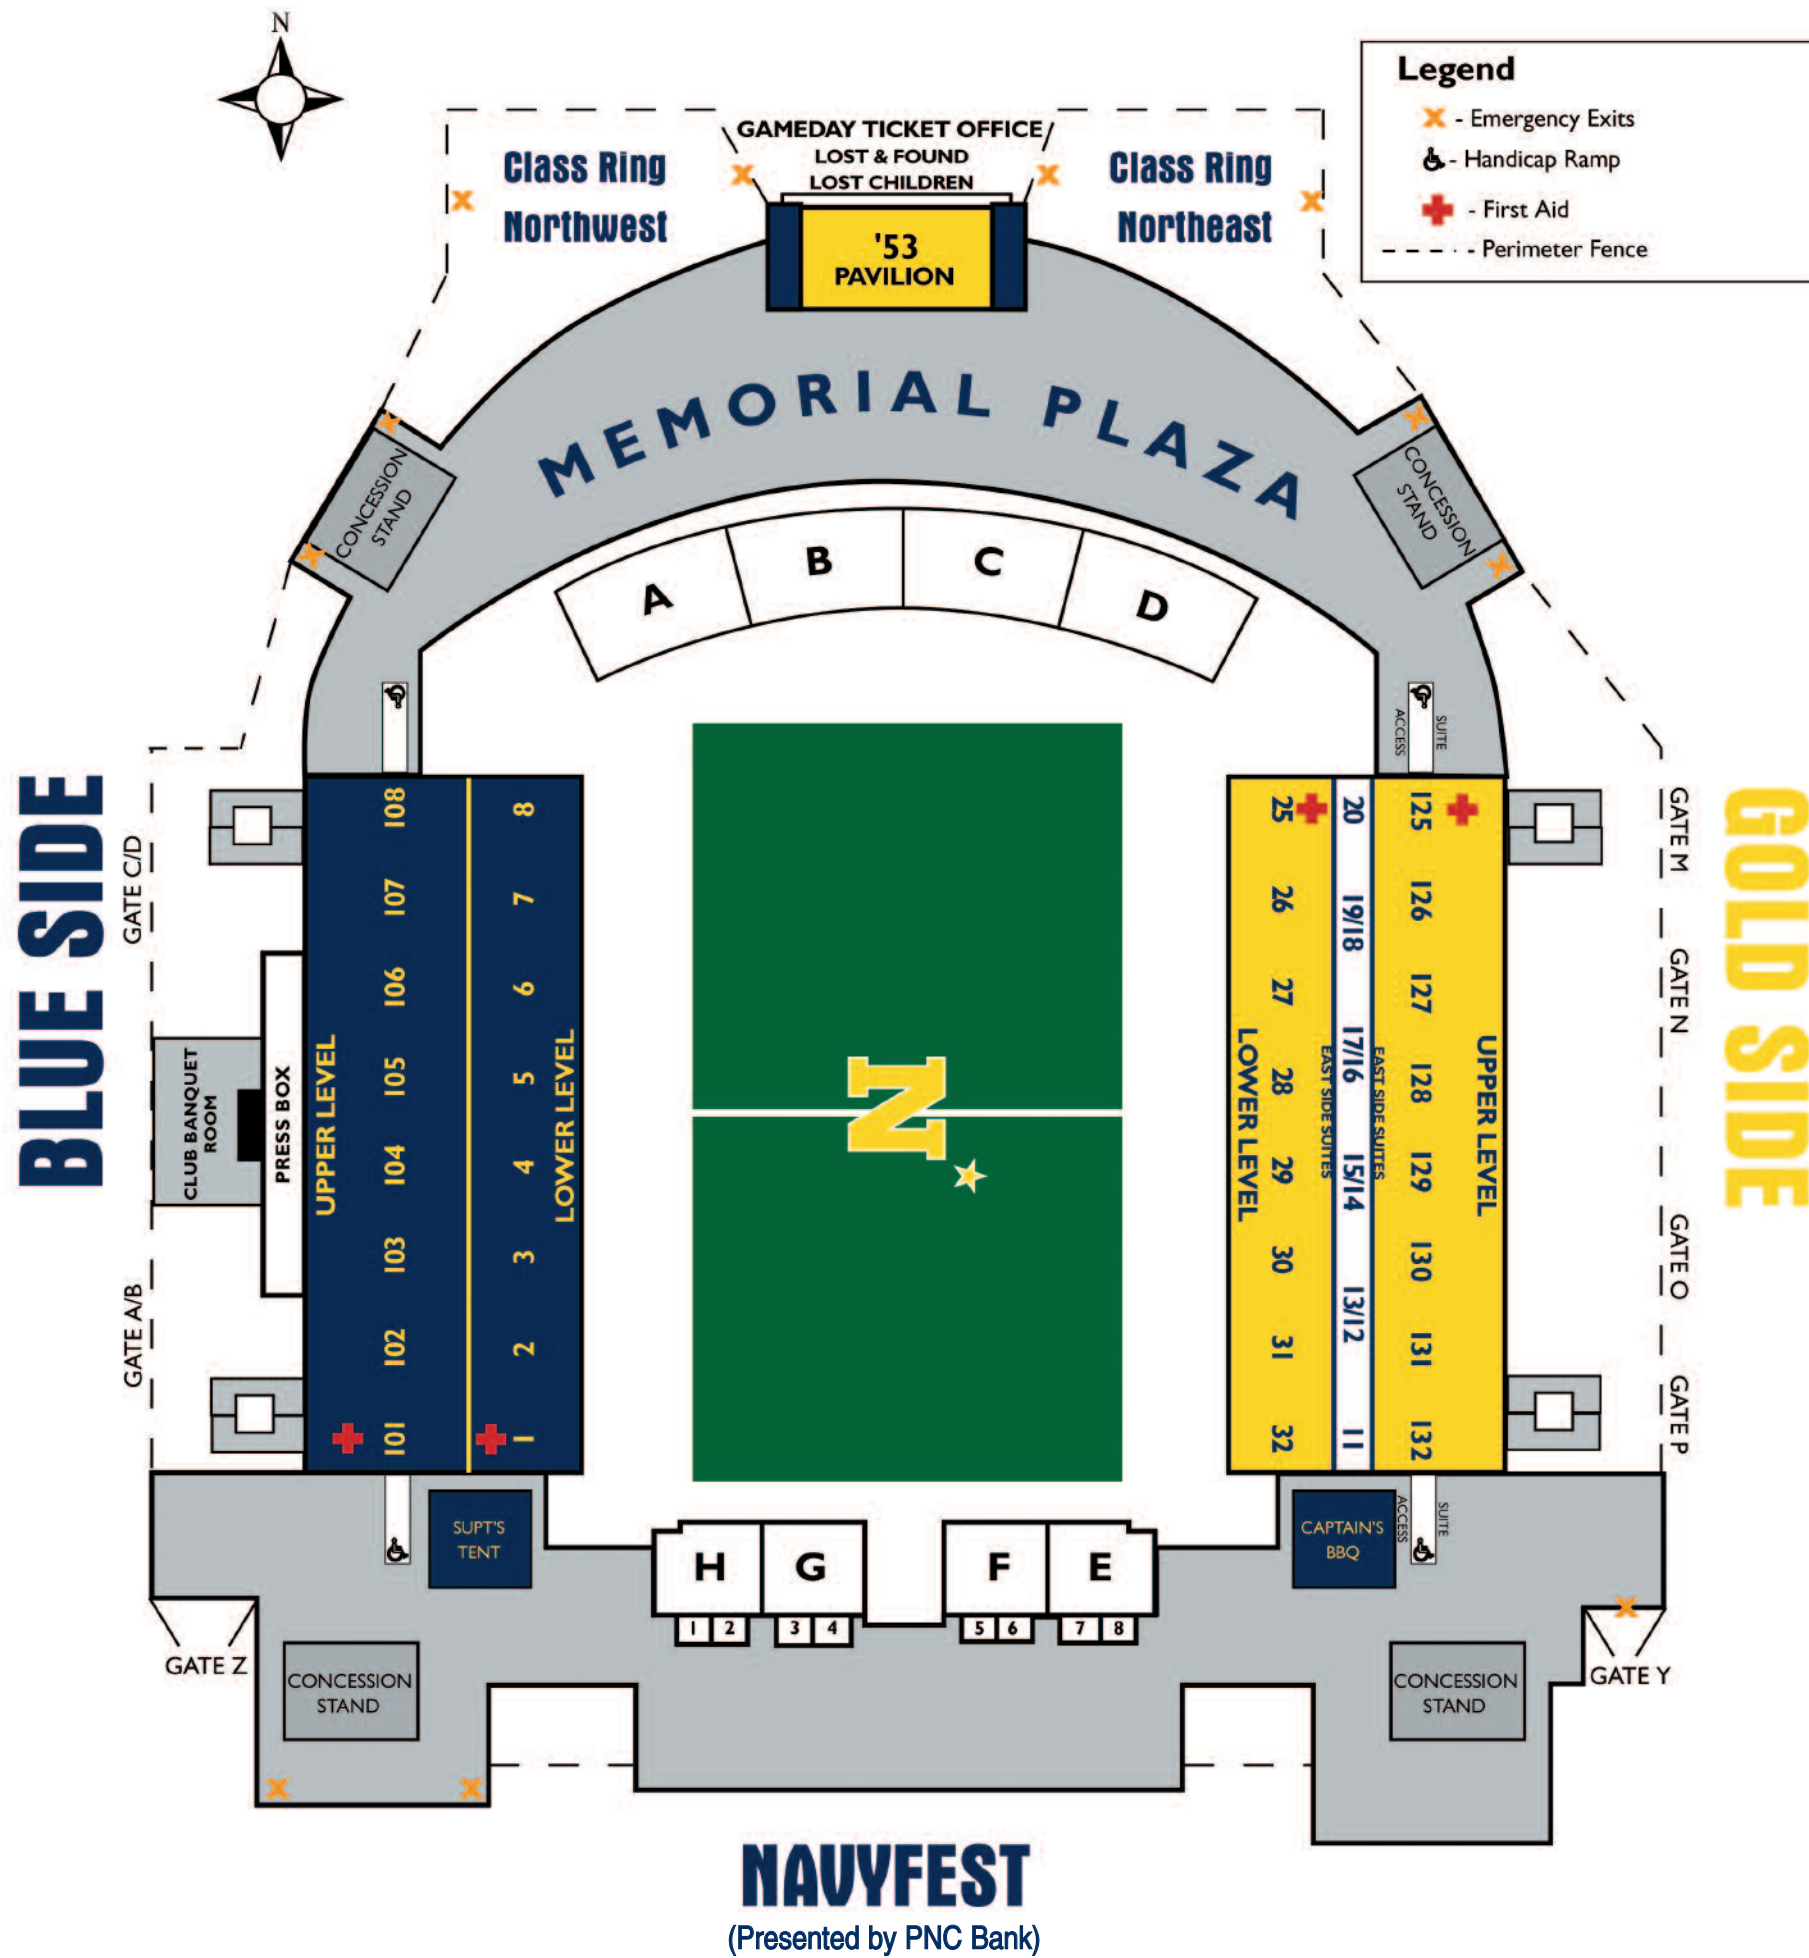 N
Legend
- Emergency Exits
- Handicap Ramp
- First Aid
- Perimeter Fence
GAMEDAY TICKET OFFICE
LOST & FOUND
LOST CHILDREN
Class Ring
Northwest
Class Ring
Northeast
'53
PAVILION
MEMORIAL PLAZA
CONCESSION
STAND
CONCESSION
STAND
A
B
C
D
SUITE
ACCESS
BLUE SIDE
GATE C/D
GATE A/B
CLUB BANQUET
ROOM
PRESS BOX
UPPER LEVEL
108
107
106
105
104
103
102
101
8
7
6
5
4
3
2
1
LOWER LEVEL
N
LOWER LEVEL
25
26
27
28
29
30
31
32
EAST SIDE SUITES
20
19/18
17/16
15/14
13/12
11
EAST SIDE SUITES
125
126
127
128
129
130
131
132
UPPER LEVEL
GATE M
GATE N
GATE O
GATE P
GOLD SIDE
SUPT'S
TENT
H
G
F
E
1 2
3 4
5 6
7 8
CAPTAIN'S
BBQ
SUITE
ACCESS
GATE Z
GATE Y
CONCESSION
STAND
CONCESSION
STAND
NAVYFEST
(Presented by PNC Bank)